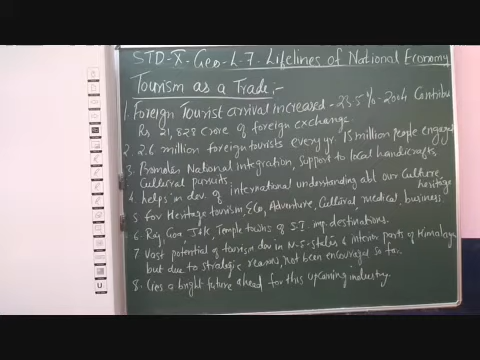 STD-X-Geo-L-7. Lifelines of National Economy
Tourism as a Trade;-
1. Foreign Tourist arrival increased - 23.5%-2004 Contribu
Rs 21,828 Crore of foreign exchange.
2. 2.6 million foreign tourists every yr. 15 million people engaged
3. Promotes National integration, Support to local handicrafts,
Cultural pursuits.
4. helps in dev. of international understanding abt our Culture, heritage
5 for Heritage tourism, Eco, Adventure, Cultural, medical, business.
6. Raj, Goa J&K, Temple towns of S.I. imp. destinations.
7 Vast potential of tourism dev in N-E-States & interior parts of Himalaya
but due to strategic reasons, not been encouraged so far.
8. lies a bright future ahead for this upcoming industry.
U